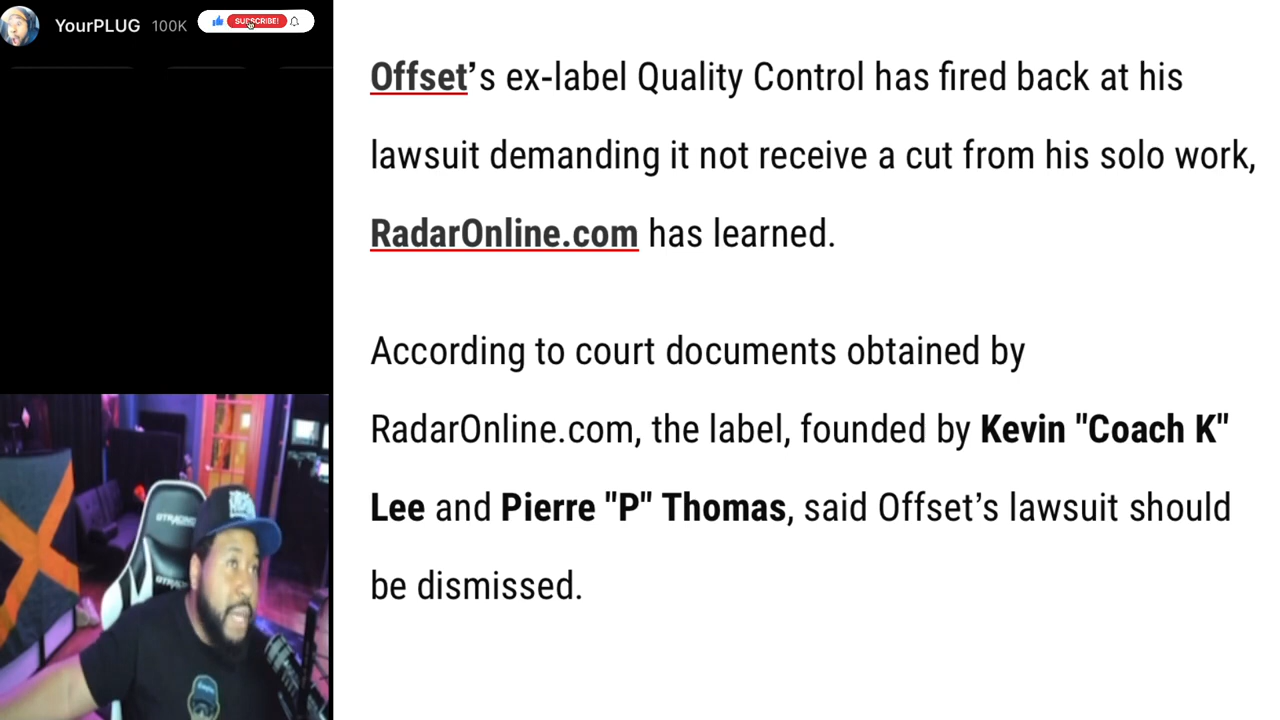 YourPLUG 100K SUBSCRIBE!
Offset's ex-label Quality Control has fired back at his
lawsuit demanding it not receive a cut from his solo work,
RadarOnline.com has learned.
According to court documents obtained by
RadarOnline.com, the label, founded by Kevin "Coach K"
Lee and Pierre "P" Thomas, said Offset's lawsuit should
be dismissed.